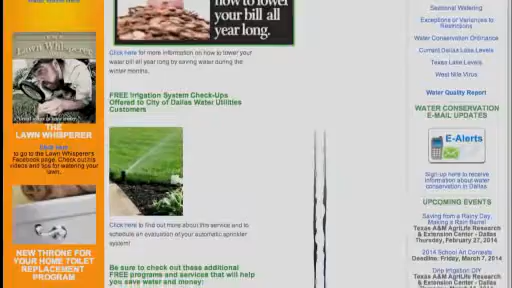 how to lower
your bill all
year long.
Click here for more information on how to lower your
water bill all year long by saving water during the
winter months.
FREE Irrigation System Check-Ups
Offered to City of Dallas Water Utilities
Customers
Click here to find out more about this service and to
schedule an evaluation of your automatic sprinkler
system!
Be sure to check out these additional
FREE programs and services that will help
you save water and money:
Lawn Whisperer
THE
LAWN WHISPERER
Click here
to go to the Lawn Whisperer's
Facebook page. Check out his
videos and tips for watering your
lawn.
NEW THRONE FOR
YOUR HOME TOILET
REPLACEMENT
PROGRAM
Seasonal Watering
Exceptions or Variances to
Restrictions
Water Conservation Ordinance
Current Dallas Lake Levels
Texas Lake Levels
West Nile Virus
Water Quality Report
WATER CONSERVATION
E-MAIL UPDATES
E-Alerts
Sign up here to receive
information about water
conservation in Dallas
UPCOMING EVENTS
Saving from a Rainy Day,
Making a Rain Barrel
Texas A&M AgriLife Research
& Extension Center - Dallas
Thursday, February 27, 2014
2014 School Art Contests
Deadline: Friday, March 7, 2014
Drip Irrigation DIY
Texas A&M AgriLife Research